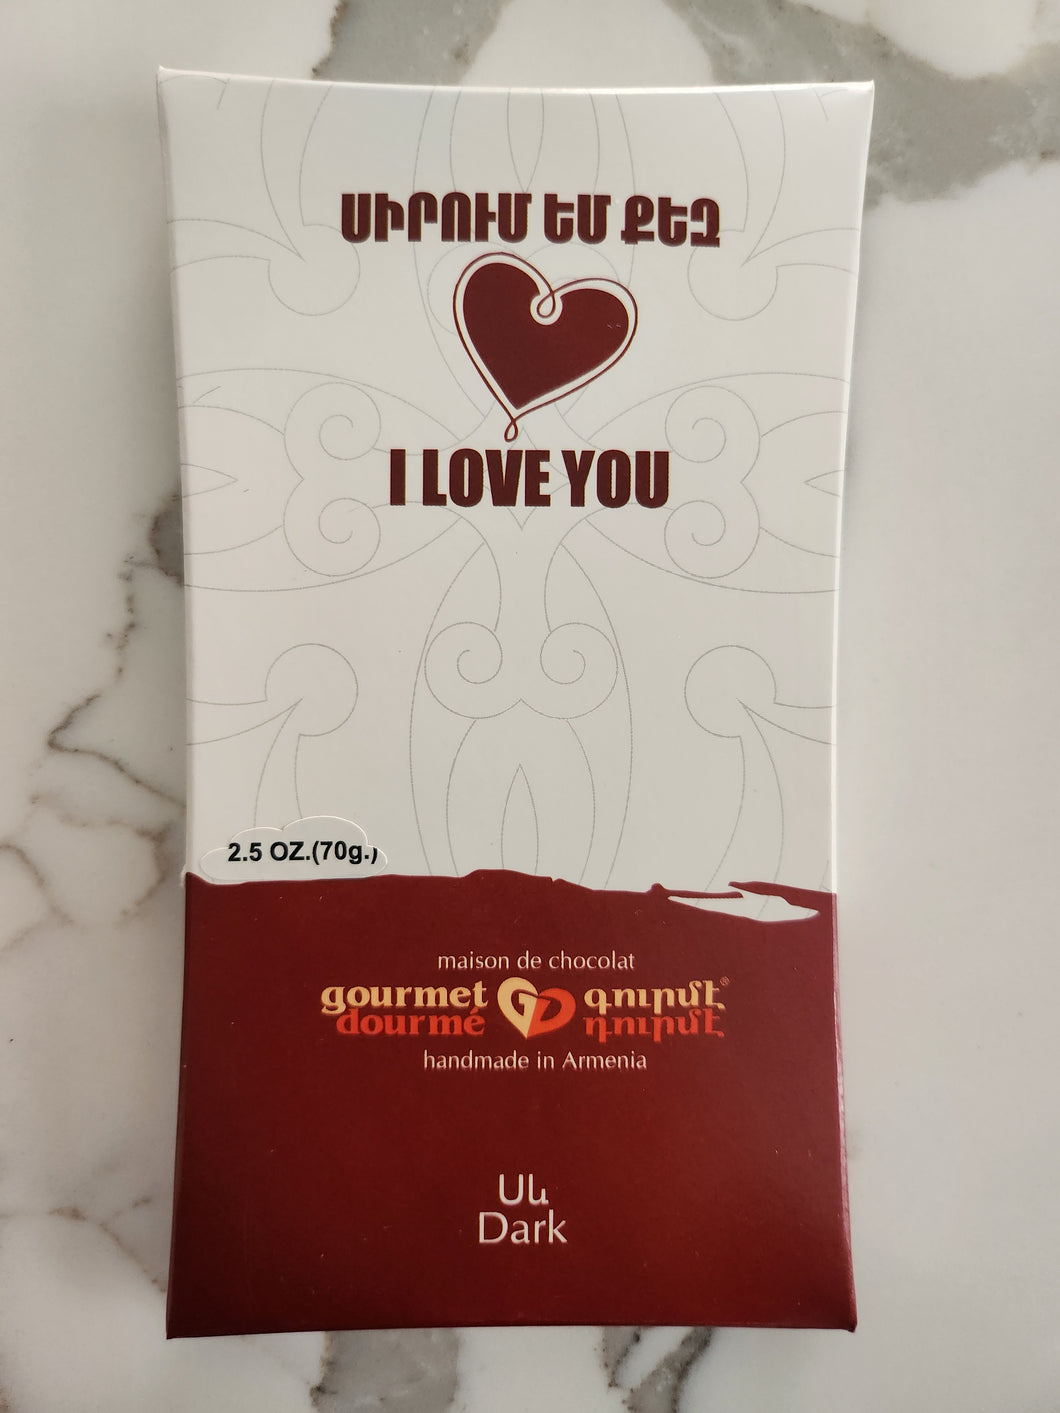 ՍԻՐՈՒՄ ԵՄ ՔԵԶ
I LOVE YOU
2.5 OZ.(70g.)
maison de chocolat
gourmet GD գուրմէ®
dourmé դուրմէ
handmade in Armenia
Սև
Dark